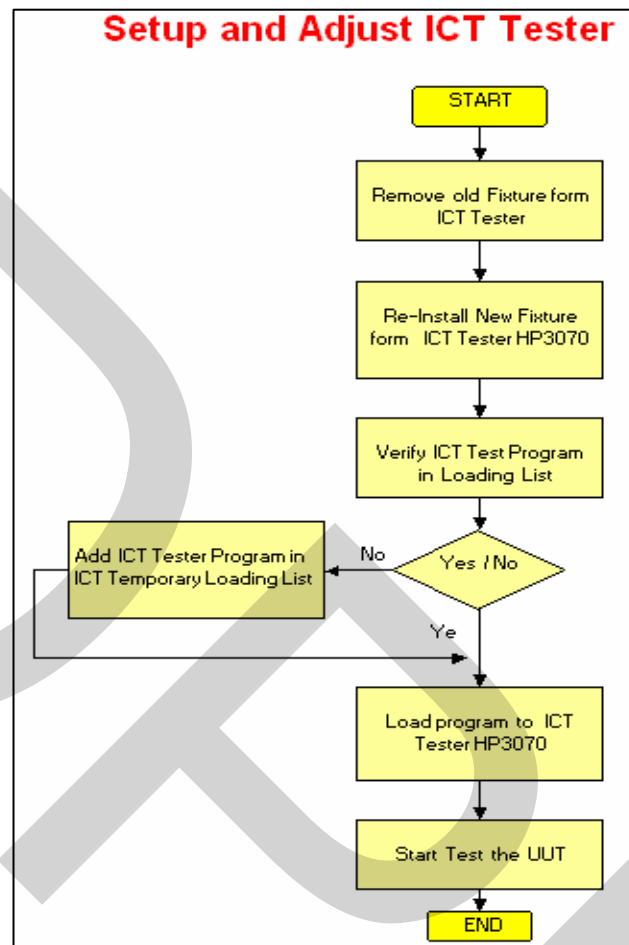 Setup and Adjust ICT Tester
START
Remove old Fixture form
ICT Tester
Re-Install New Fixture
form ICT Tester HP3070
Verify ICT Test Program
in Loading List
Yes / No
No
Add ICT Tester Program in
ICT Temporary Loading List
Ye
Load program to ICT
Tester HP3070
Start Test the UUT
END